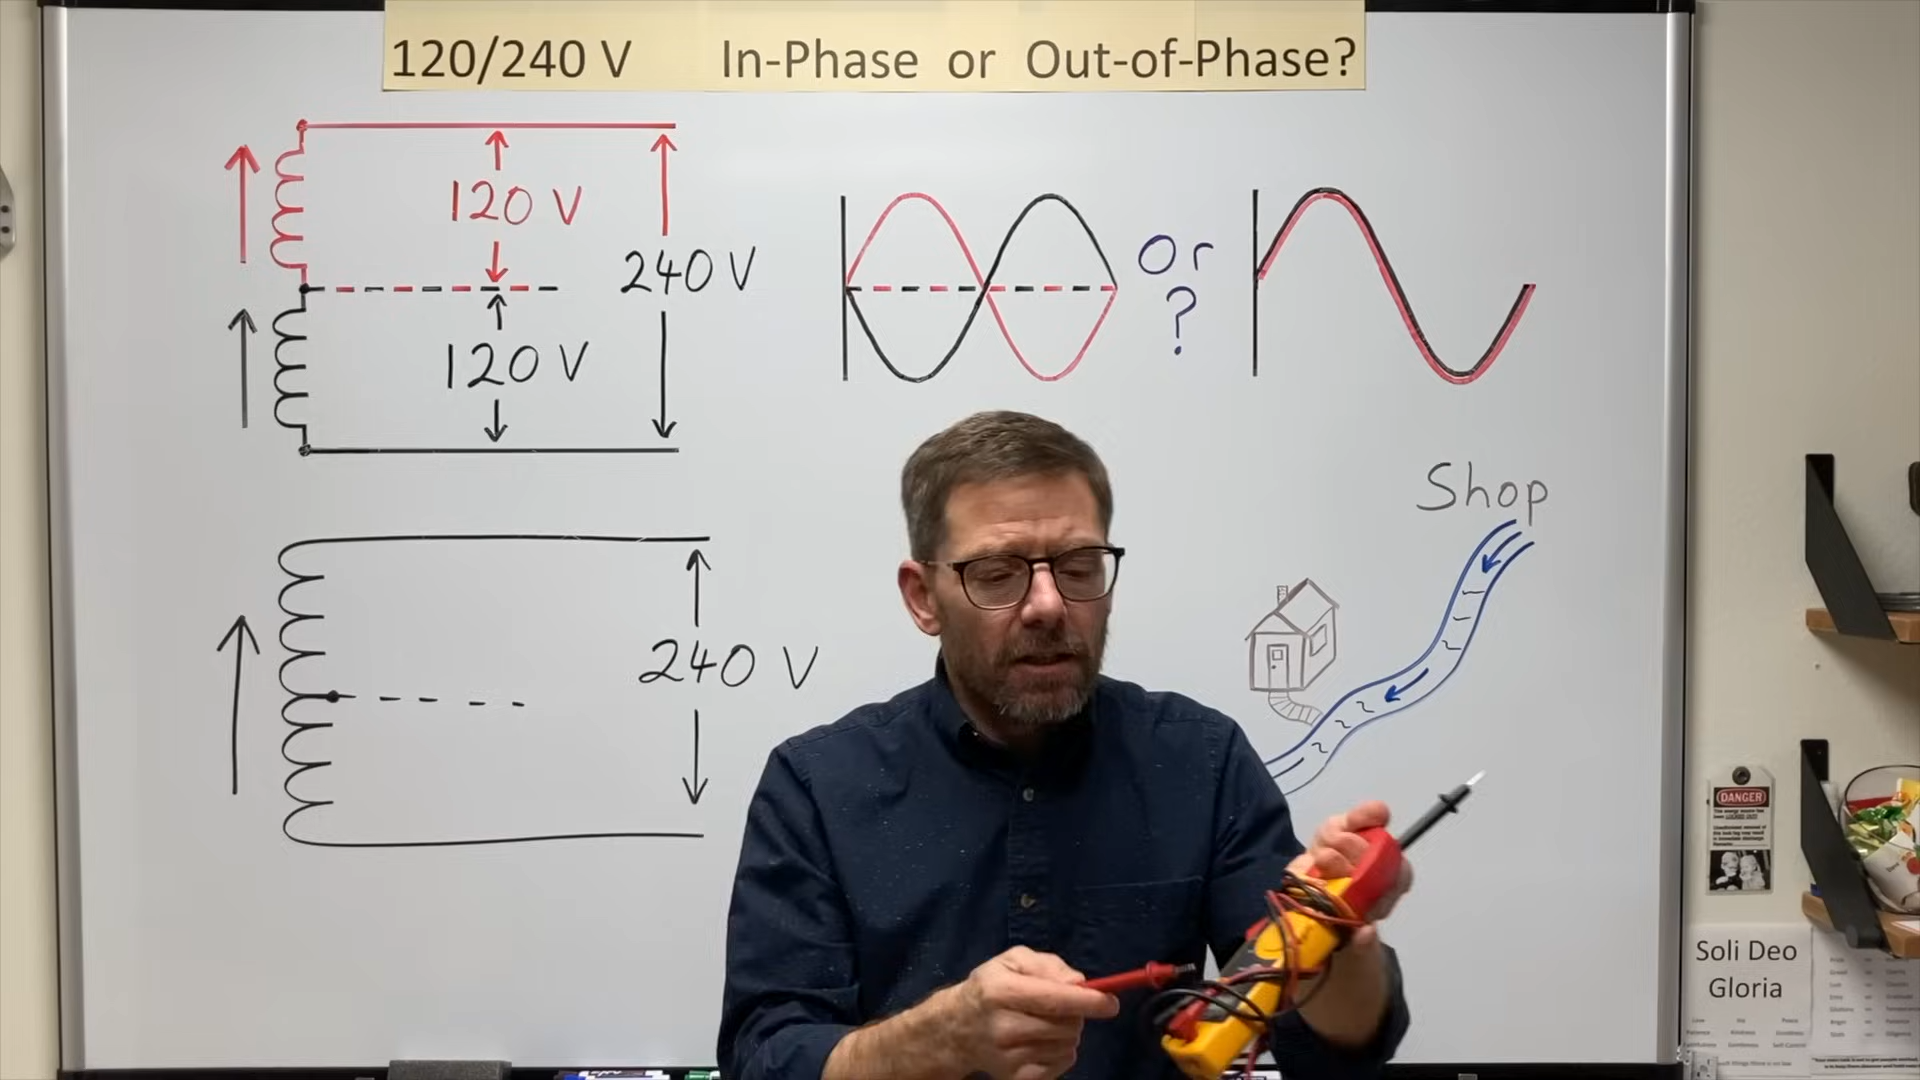 120/240 V In-Phase or Out-of-Phase?
120 V
240 V
120 V
Or
?
Shop
240 V
DANGER
Soli Deo
Gloria